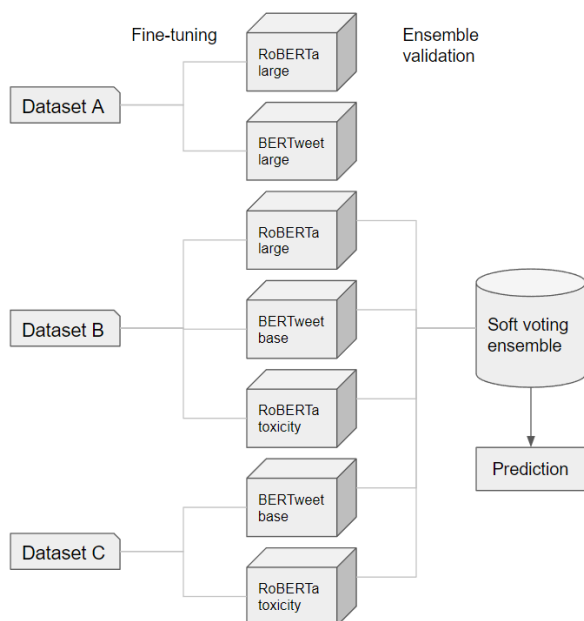 Fine-tuning
Ensemble
validation
RoBERTa
large
Dataset A
BERTweet
large
RoBERTa
large
Dataset B
BERTweet
base
Soft voting
ensemble
RoBERTa
toxicity
Prediction
BERTweet
base
Dataset C
RoBERTa
toxicity